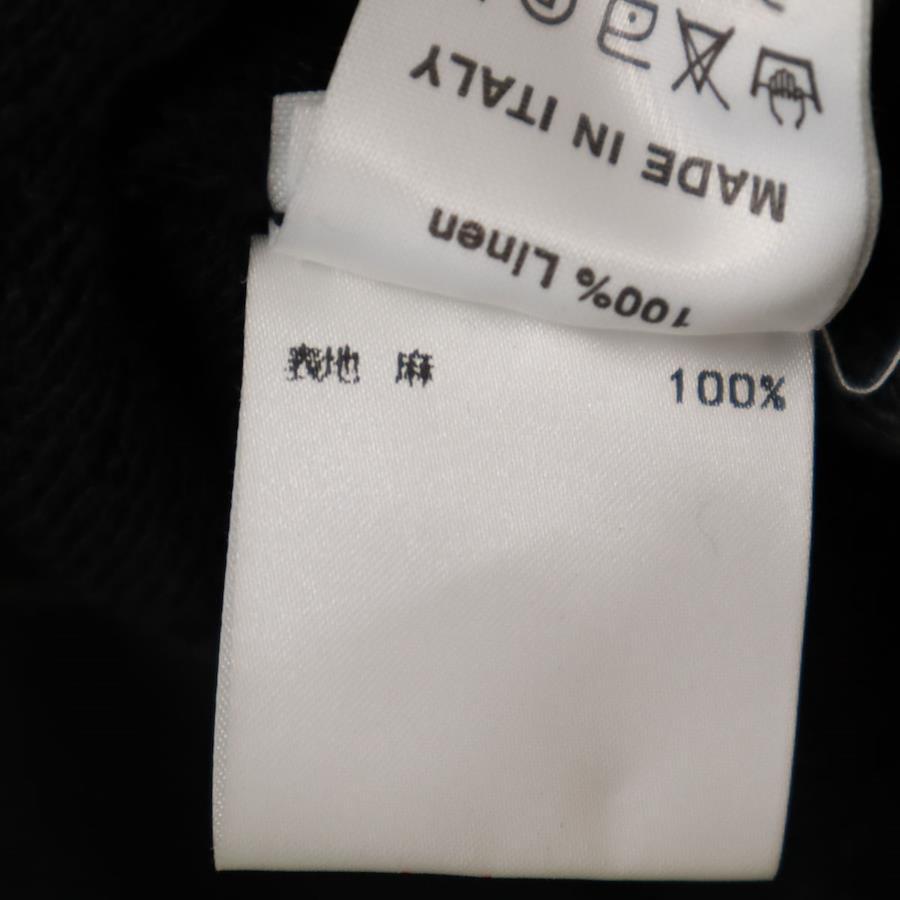 MADE IN ITALY
100% Linen
表地 麻 100%